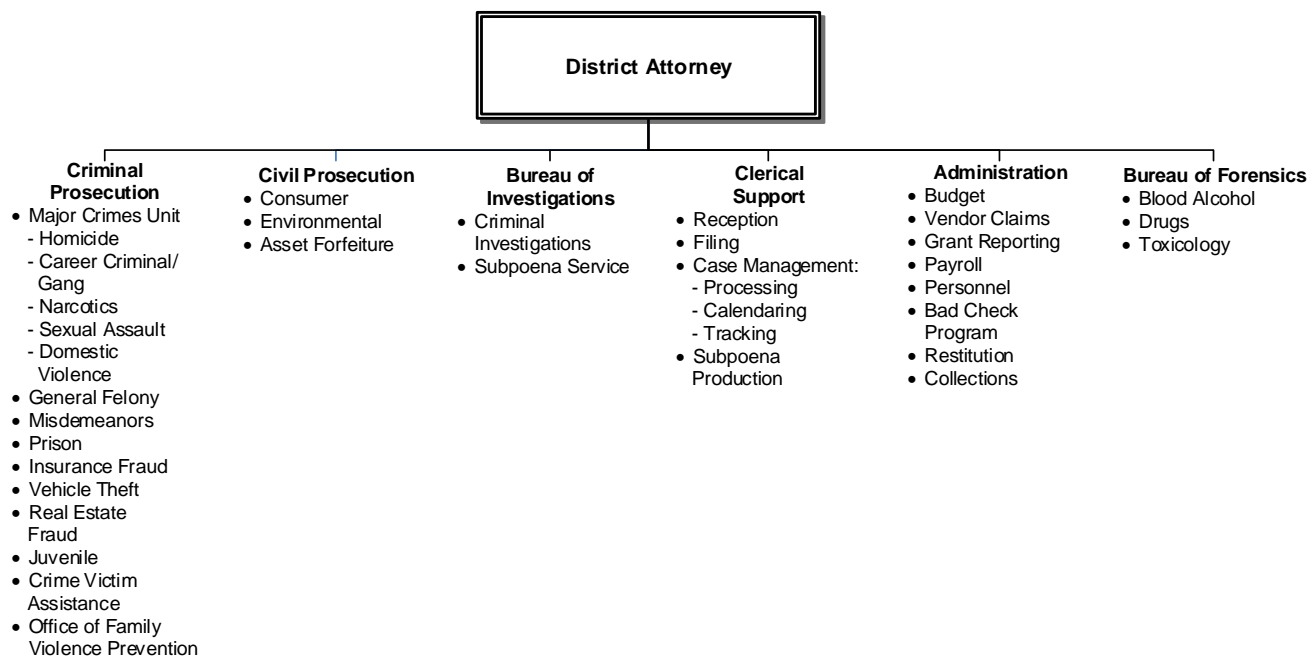 District Attorney
Criminal
Prosecution
• Major Crimes Unit
- Homicide
- Career Criminal/
Gang
- Narcotics
- Sexual Assault
- Domestic
Violence
• General Felony
• Misdemeanors
• Prison
• Insurance Fraud
• Vehicle Theft
• Real Estate
Fraud
• Juvenile
• Crime Victim
Assistance
• Office of Family
Violence Prevention
Civil Prosecution
• Consumer
• Environmental
• Asset Forfeiture
Bureau of
Investigations
• Criminal
Investigations
• Subpoena Service
Clerical
Support
• Reception
• Filing
• Case Management:
- Processing
- Calendaring
- Tracking
• Subpoena
Production
Administration
• Budget
• Vendor Claims
• Grant Reporting
• Payroll
• Personnel
• Bad Check
Program
• Restitution
• Collections
Bureau of Forensics
• Blood Alcohol
• Drugs
• Toxicology